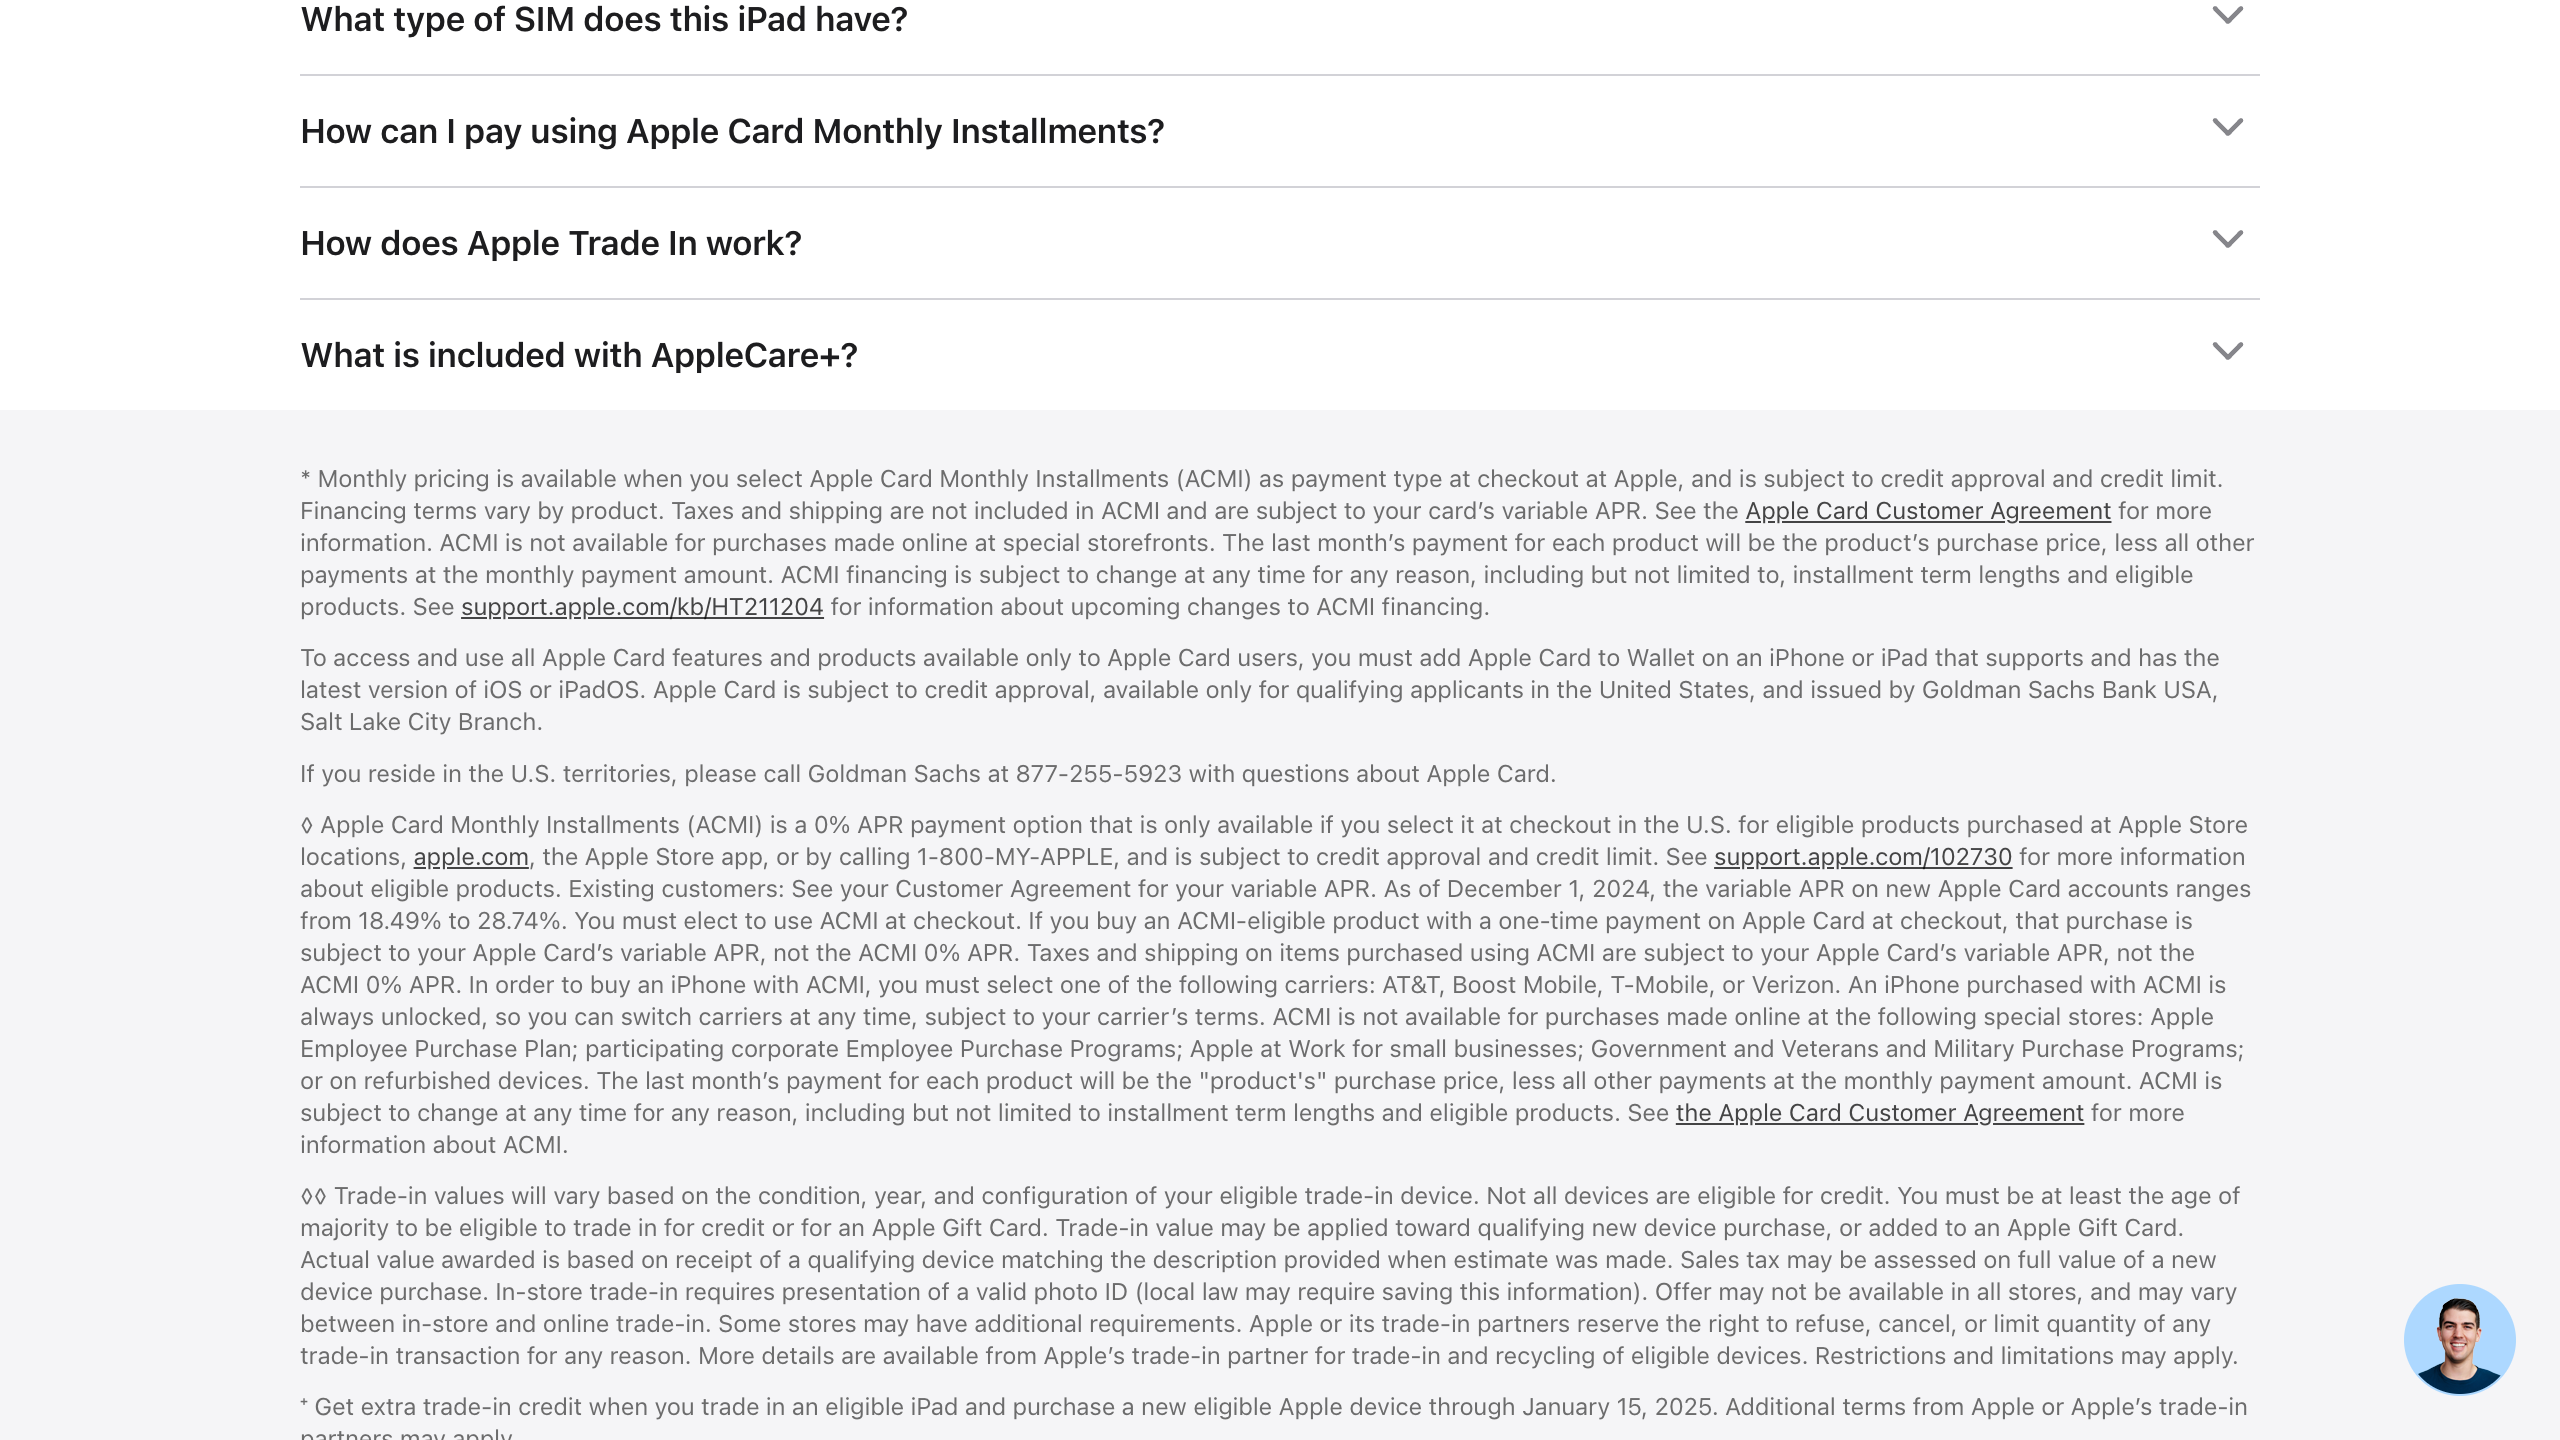 What type of SIM does this iPad have?
How can I pay using Apple Card Monthly Installments?
How does Apple Trade In work?
What is included with AppleCare+?
* Monthly pricing is available when you select Apple Card Monthly Installments (ACMI) as payment type at checkout at Apple, and is subject to credit approval and credit limit.
Financing terms vary by product. Taxes and shipping are not included in ACMI and are subject to your card’s variable APR. See the Apple Card Customer Agreement for more
information. ACMI is not available for purchases made online at special storefronts. The last month’s payment for each product will be the product’s purchase price, less all other
payments at the monthly payment amount. ACMI financing is subject to change at any time for any reason, including but not limited to, installment term lengths and eligible
products. See support.apple.com/kb/HT211204 for information about upcoming changes to ACMI financing.
To access and use all Apple Card features and products available only to Apple Card users, you must add Apple Card to Wallet on an iPhone or iPad that supports and has the
latest version of iOS or iPadOS. Apple Card is subject to credit approval, available only for qualifying applicants in the United States, and issued by Goldman Sachs Bank USA,
Salt Lake City Branch.
If you reside in the U.S. territories, please call Goldman Sachs at 877-255-5923 with questions about Apple Card.
◊ Apple Card Monthly Installments (ACMI) is a 0% APR payment option that is only available if you select it at checkout in the U.S. for eligible products purchased at Apple Store
locations, apple.com, the Apple Store app, or by calling 1-800-MY-APPLE, and is subject to credit approval and credit limit. See support.apple.com/102730 for more information
about eligible products. Existing customers: See your Customer Agreement for your variable APR. As of December 1, 2024, the variable APR on new Apple Card accounts ranges
from 18.49% to 28.74%. You must elect to use ACMI at checkout. If you buy an ACMI-eligible product with a one-time payment on Apple Card at checkout, that purchase is
subject to your Apple Card’s variable APR, not the ACMI 0% APR. Taxes and shipping on items purchased using ACMI are subject to your Apple Card’s variable APR, not the
ACMI 0% APR. In order to buy an iPhone with ACMI, you must select one of the following carriers: AT&T, Boost Mobile, T-Mobile, or Verizon. An iPhone purchased with ACMI is
always unlocked, so you can switch carriers at any time, subject to your carrier’s terms. ACMI is not available for purchases made online at the following special stores: Apple
Employee Purchase Plan; participating corporate Employee Purchase Programs; Apple at Work for small businesses; Government and Veterans and Military Purchase Programs;
or on refurbished devices. The last month’s payment for each product will be the "product's" purchase price, less all other payments at the monthly payment amount. ACMI is
subject to change at any time for any reason, including but not limited to installment term lengths and eligible products. See the Apple Card Customer Agreement for more
information about ACMI.
◊◊ Trade-in values will vary based on the condition, year, and configuration of your eligible trade-in device. Not all devices are eligible for credit. You must be at least the age of
majority to be eligible to trade in for credit or for an Apple Gift Card. Trade-in value may be applied toward qualifying new device purchase, or added to an Apple Gift Card.
Actual value awarded is based on receipt of a qualifying device matching the description provided when estimate was made. Sales tax may be assessed on full value of a new
device purchase. In-store trade-in requires presentation of a valid photo ID (local law may require saving this information). Offer may not be available in all stores, and may vary
between in-store and online trade-in. Some stores may have additional requirements. Apple or its trade-in partners reserve the right to refuse, cancel, or limit quantity of any
trade-in transaction for any reason. More details are available from Apple’s trade-in partner for trade-in and recycling of eligible devices. Restrictions and limitations may apply.
⁺ Get extra trade-in credit when you trade in an eligible iPad and purchase a new eligible Apple device through January 15, 2025. Additional terms from Apple or Apple’s trade-in
partners may apply.